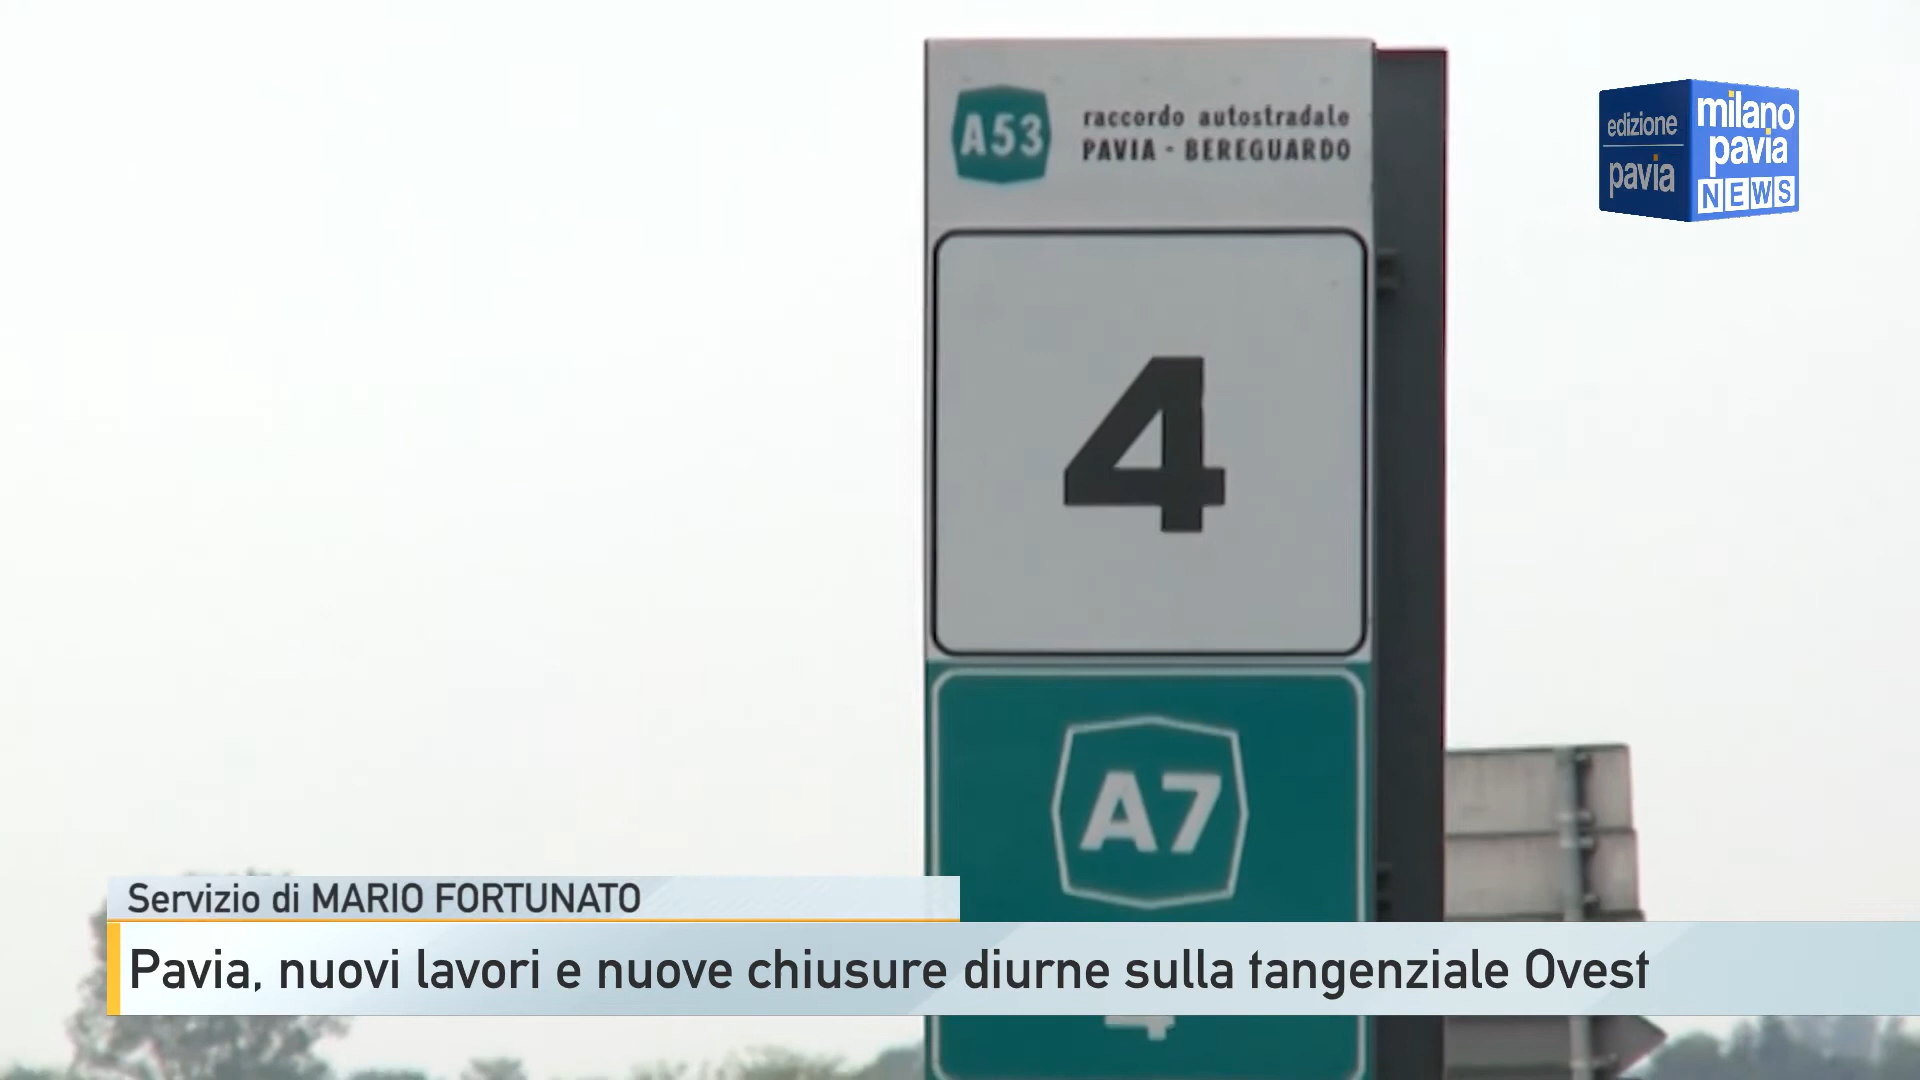 A53
raccordo autostradale
PAVIA - BEREGUARDO
4
A7
edizione
pavia
milano
pavia
NEWS
Servizio di MARIO FORTUNATO
Pavia, nuovi lavori e nuove chiusure diurne sulla tangenziale Ovest